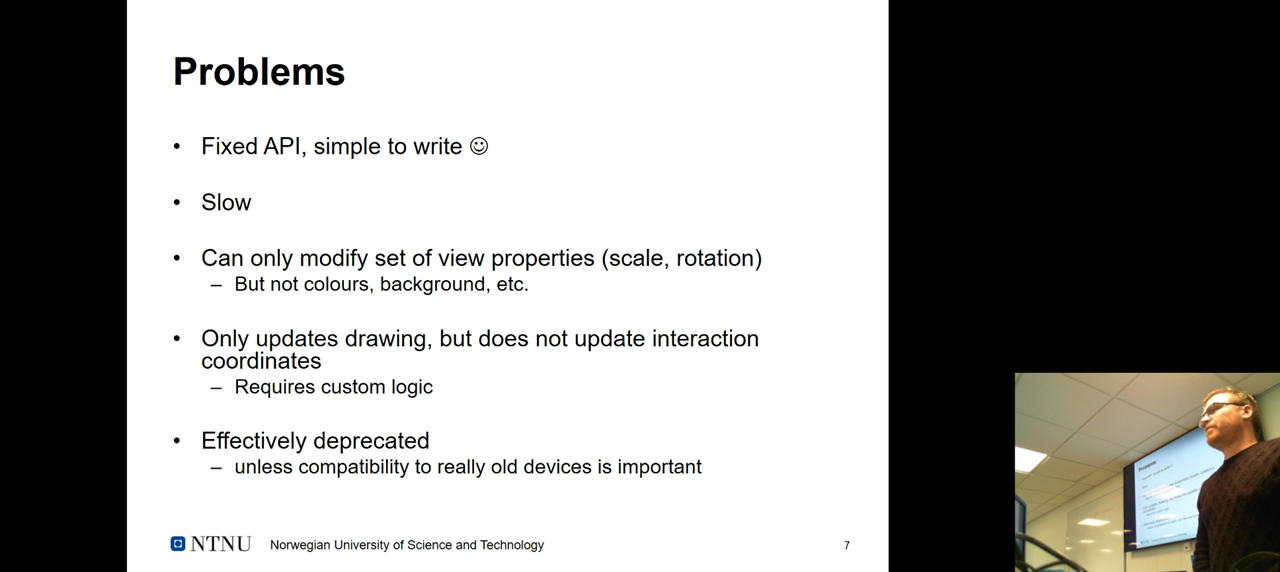 Problems
• Fixed API, simple to write ☺
• Slow
• Can only modify set of view properties (scale, rotation)
– But not colours, background, etc.
• Only updates drawing, but does not update interaction
coordinates
– Requires custom logic
• Effectively deprecated
– unless compatibility to really old devices is important
NTNU Norwegian University of Science and Technology 7
Problems